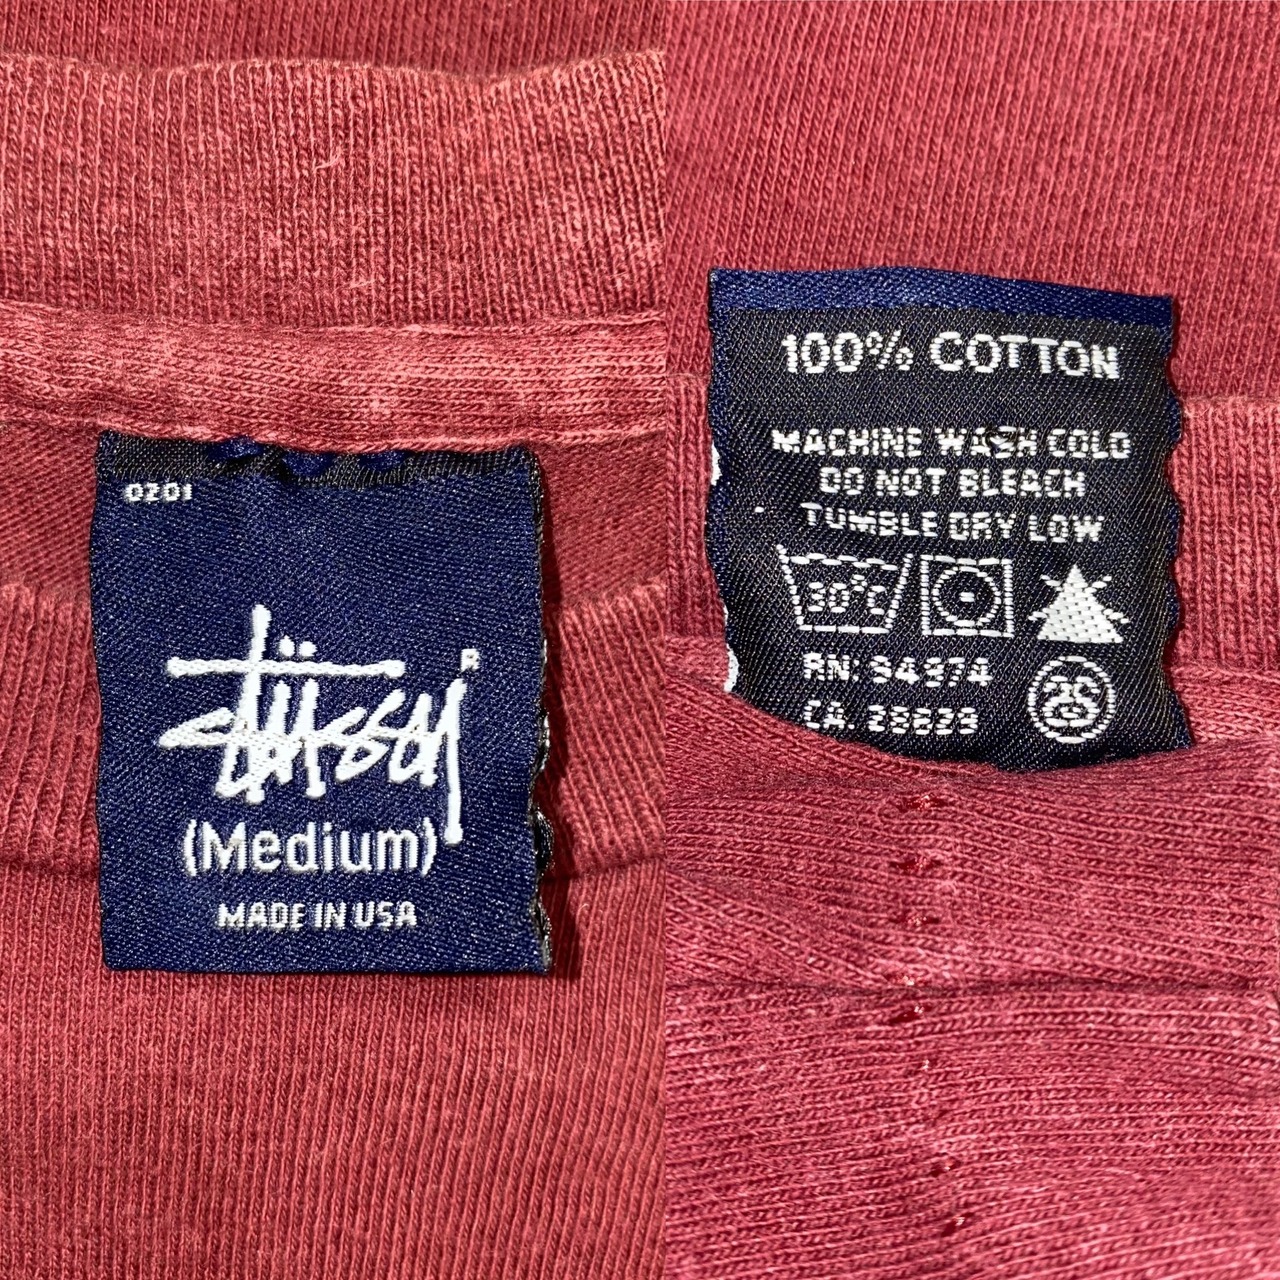 0201
Stüssy
R
(Medium)
MADE IN USA
100% COTTON
MACHINE WASH COLD
DO NOT BLEACH
TUMBLE DRY LOW
30°C
RN: 94974
CA